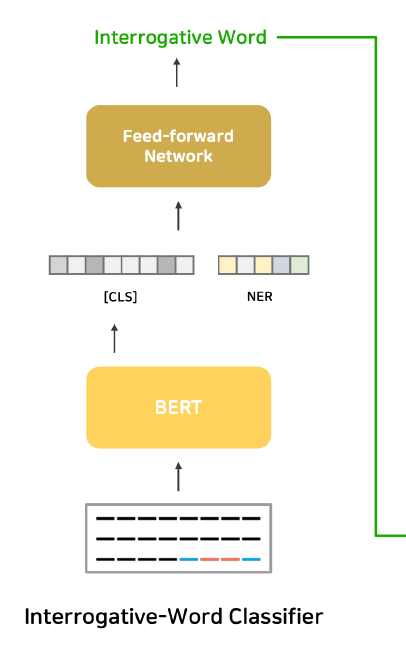 Interrogative Word
Feed-forward
Network
[CLS]
NER
BERT
Interrogative-Word Classifier